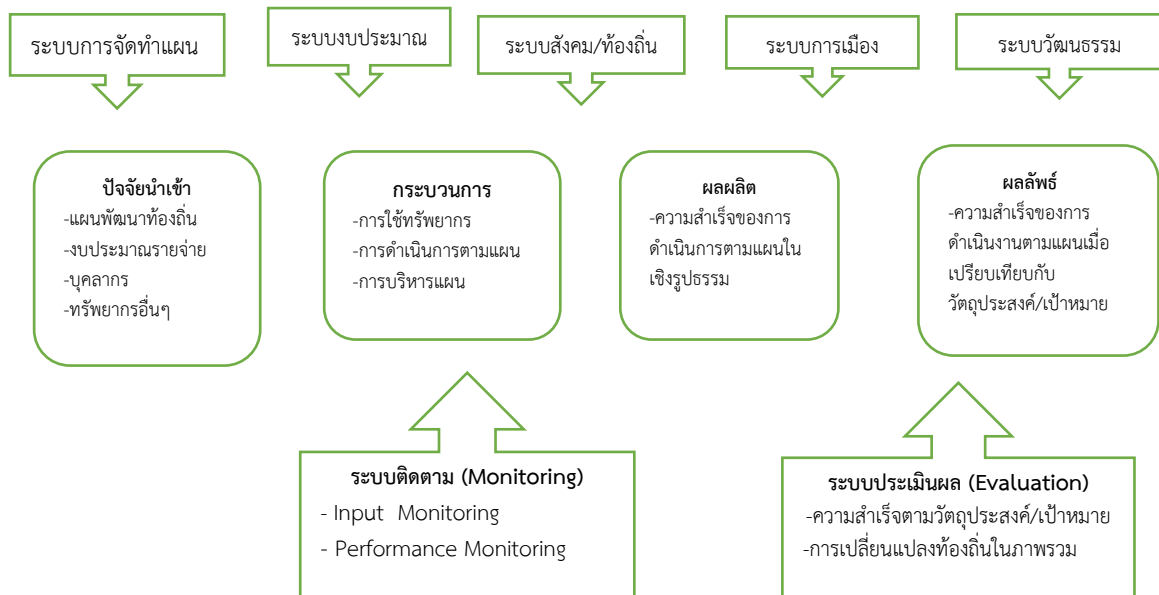 ระบบการจัดทำแผน
ระบบงบประมาณ
ระบบสังคม/ท้องถิ่น
ระบบการเมือง
ระบบวัฒนธรรม
ปัจจัยนำเข้า
-แผนพัฒนาท้องถิ่น
-งบประมาณรายจ่าย
-บุคลากร
-ทรัพยากรอื่นๆ
กระบวนการ
-การใช้ทรัพยากร
-การดำเนินการตามแผน
-การบริหารแผน
ผลผลิต
-ความสำเร็จของการ
ดำเนินการตามแผนใน
เชิงรูปธรรม
ผลลัพธ์
-ความสำเร็จของการ
ดำเนินงานตามแผนเมื่อ
เปรียบเทียบกับ
วัตถุประสงค์/เป้าหมาย
ระบบติดตาม (Monitoring)
- Input Monitoring
- Performance Monitoring
ระบบประเมินผล (Evaluation)
-ความสำเร็จตามวัตถุประสงค์/เป้าหมาย
-การเปลี่ยนแปลงท้องถิ่นในภาพรวม